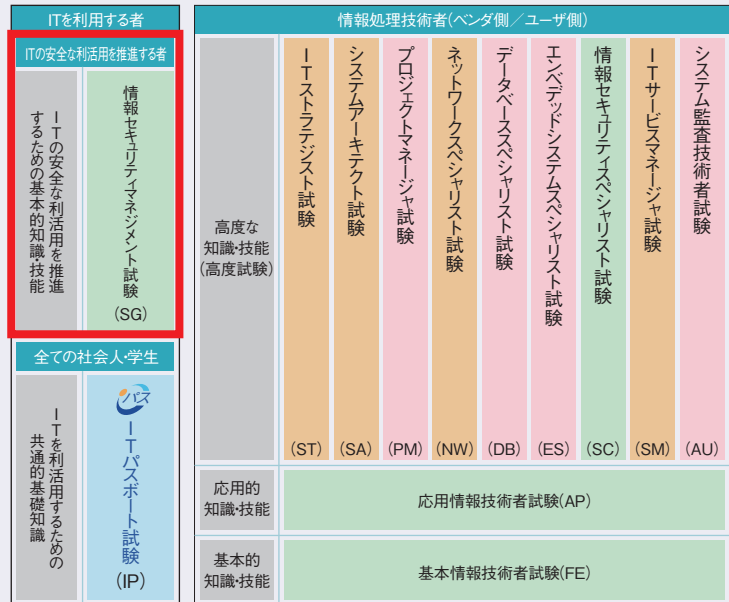 ITを利用する者
ITの安全な利活用を推進する者
ITの安全な利活用を推進
するための基本的知識・技能
情報セキュリティマネジメント試験
(SG)
全ての社会人・学生
ITを利活用するための
共通的基礎知識
iパス
ITパスポート試験
(IP)
情報処理技術者(ベンダ側／ユーザ側)
高度な
知識・技能
(高度試験)
ITストラテジスト試験
(ST)
システムアーキテクト試験
(SA)
プロジェクトマネージャ試験
(PM)
ネットワークスペシャリスト試験
(NW)
データベーススペシャリスト試験
(DB)
エンベデッドシステムスペシャリスト試験
(ES)
情報セキュリティスペシャリスト試験
(SC)
ITサービスマネージャ試験
(SM)
システム監査技術者試験
(AU)
応用的
知識・技能
応用情報技術者試験(AP)
基本的
知識・技能
基本情報技術者試験(FE)